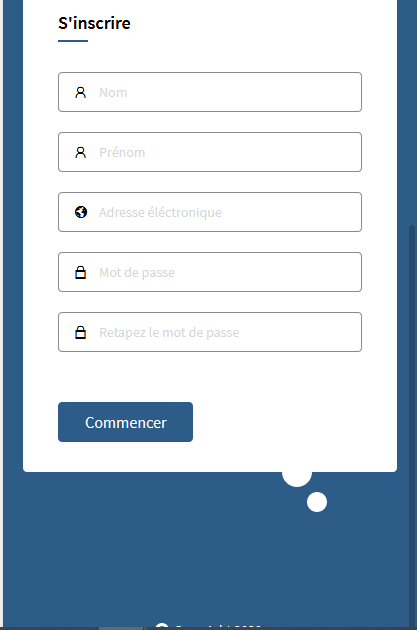 S'inscrire
Nom
Prénom
Adresse éléctronique
Mot de passe
Retapez le mot de passe
Commencer